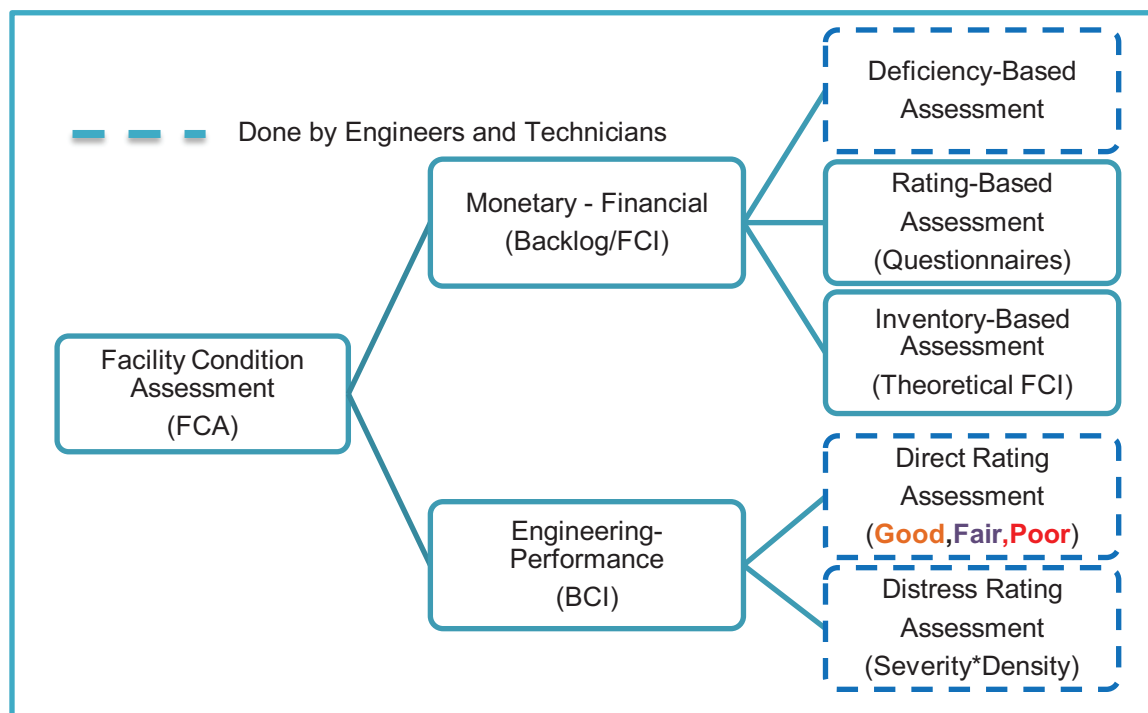 Done by Engineers and Technicians
Facility Condition
Assessment
(FCA)
Monetary - Financial
(Backlog/FCI)
Engineering-
Performance
(BCI)
Deficiency-Based
Assessment
Rating-Based
Assessment
(Questionnaires)
Inventory-Based
Assessment
(Theoretical FCI)
Direct Rating
Assessment
(Good,Fair,Poor)
Distress Rating
Assessment
(Severity*Density)